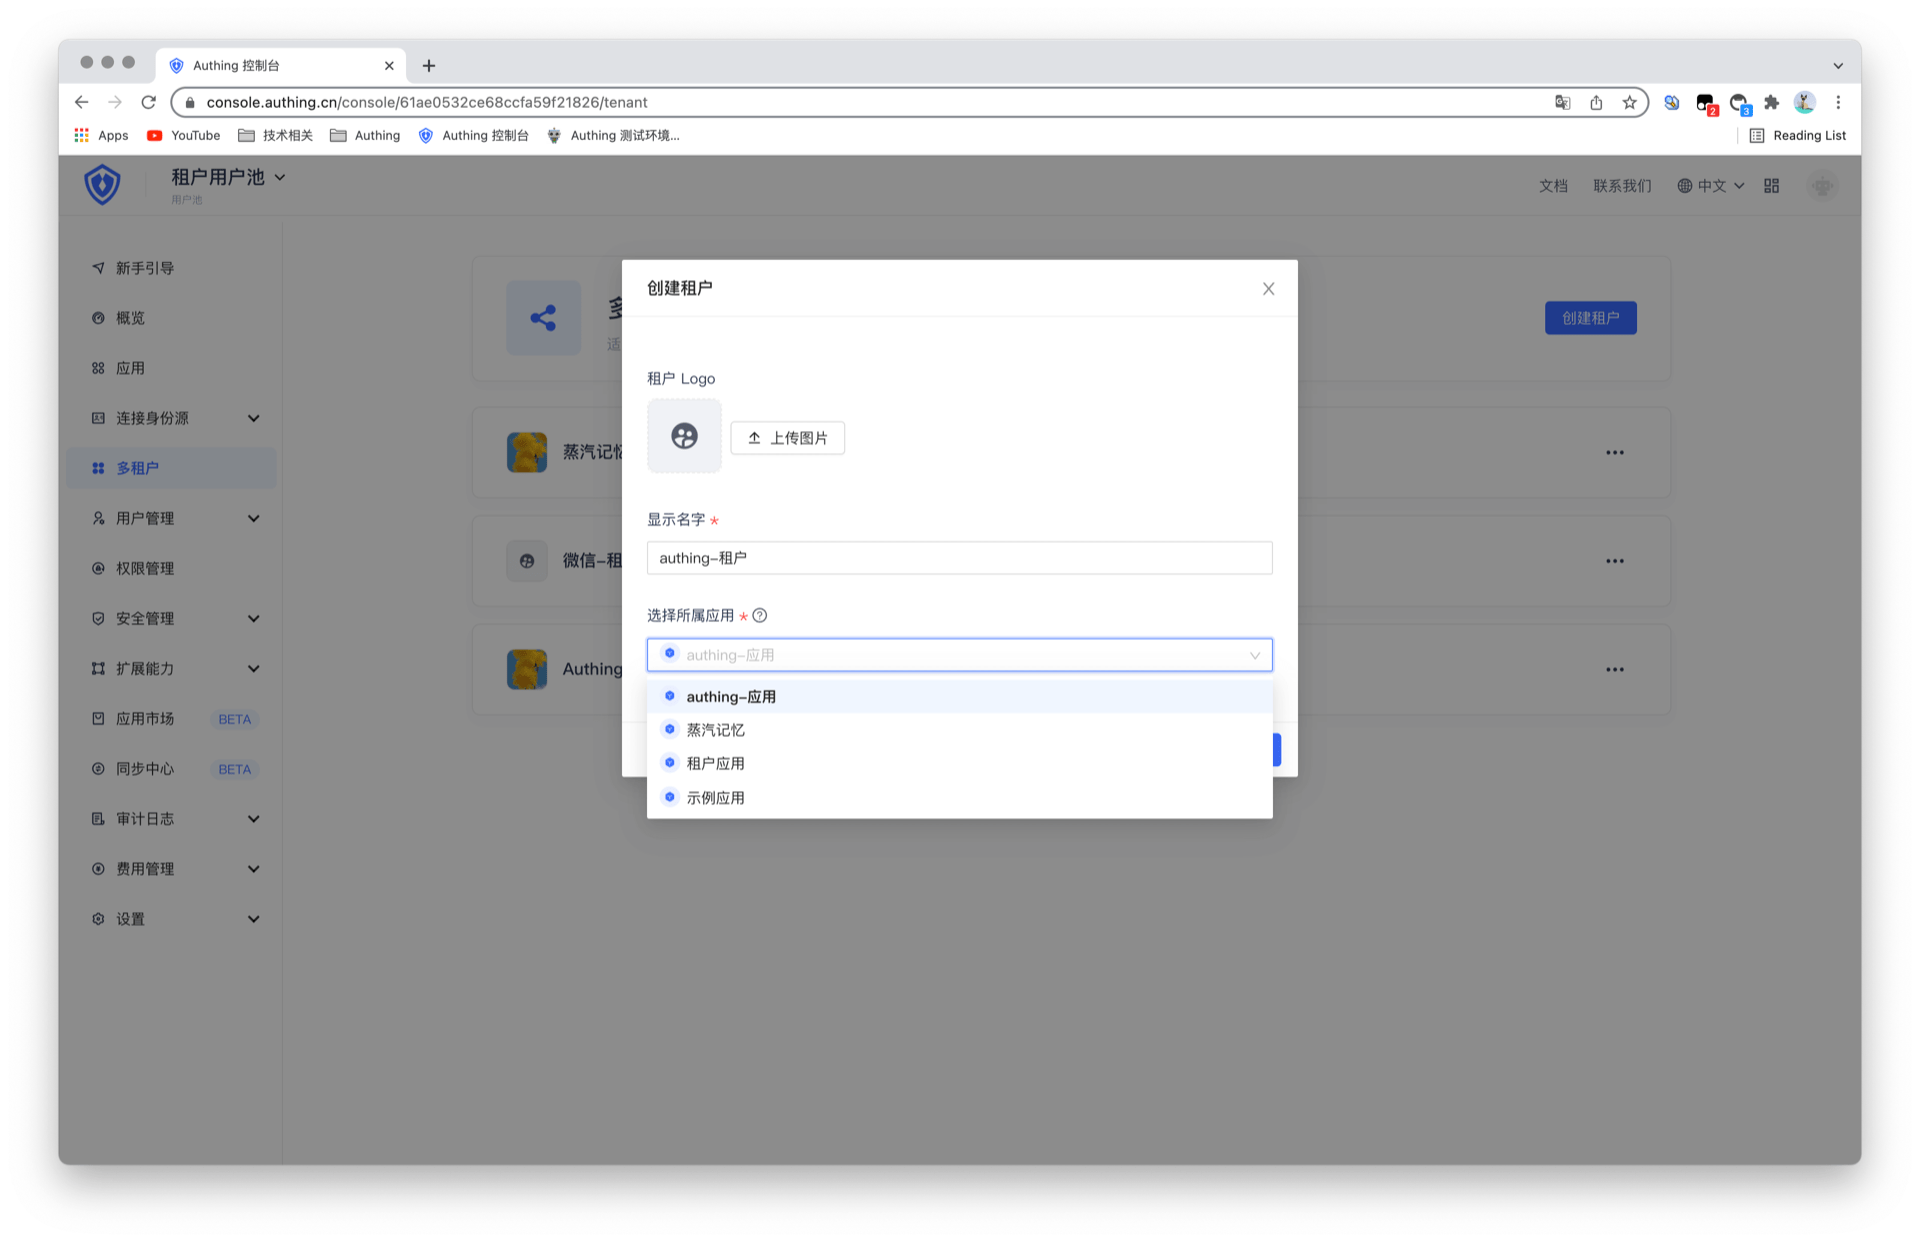 Authing 控制台
console.authing.cn/console/61ae0532ce68ccfa59f21826/tenant
2
3
Apps
YouTube
技术相关
Authing
Authing 控制台
Authing 测试环境...
Reading List
租户用户池
用户池
文档
联系我们
中文
新手引导
概览
应用
连接身份源
多租户
用户管理
权限管理
安全管理
扩展能力
应用市场 BETA
同步中心 BETA
审计日志
费用管理
设置
多
适
创建租户
蒸汽记忆
微信-租
Authing
创建租户
租户 Logo
上传图片
显示名字 *
authing-租户
选择所属应用 *
authing-应用
authing-应用
蒸汽记忆
租户应用
示例应用